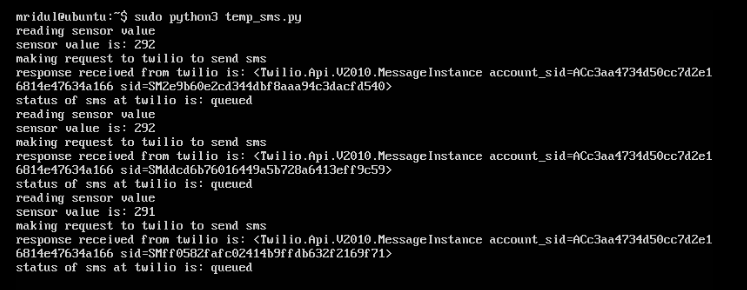 mridul@ubuntu:~$ sudo python3 temp_sms.py
reading sensor value
sensor value is: 292
making request to twilio to send sms
response received from twilio is: <Twilio.Api.V2010.MessageInstance account_sid=ACc3aa4734d50cc7d2e1
6814e47634a166 sid=SM2e9b60e2cd344dbf8aaa94c3dacfd540>
status of sms at twilio is: queued
reading sensor value
sensor value is: 292
making request to twilio to send sms
response received from twilio is: <Twilio.Api.V2010.MessageInstance account_sid=ACc3aa4734d50cc7d2e1
6814e47634a166 sid=SMddcd6b76016449a5b728a6413eff9c59>
status of sms at twilio is: queued
reading sensor value
sensor value is: 291
making request to twilio to send sms
response received from twilio is: <Twilio.Api.V2010.MessageInstance account_sid=ACc3aa4734d50cc7d2e1
6814e47634a166 sid=SMff0582fafc02414b9ffdb632f2169f71>
status of sms at twilio is: queued